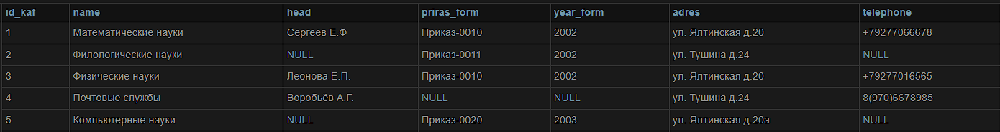 id_kaf name head priras_form year_form adres telephone
1 Математические науки Сергеев Е.Ф Приказ-0010 2002 ул. Ялтинская д.20 +79277066678
2 Филологические науки NULL Приказ-0011 2002 ул. Тушина д.24 NULL
3 Физические науки Леонова Е.П. Приказ-0010 2002 ул. Ялтинская д.20 +79277016565
4 Почтовые службы Воробьёв А.Г. NULL NULL ул. Тушина д.24 8(970)6678985
5 Компьютерные науки NULL Приказ-0020 2003 ул. Ялтинская д.20а NULL